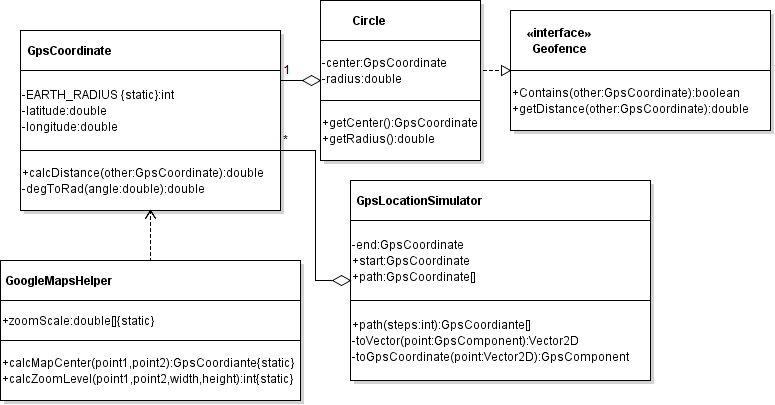 GpsCoordinate
-EARTH_RADIUS {static}:int
-latitude:double
-longitude:double
+calcDistance(other:GpsCoordinate):double
-degToRad(angle:double):double
1
*
Circle
-center:GpsCoordinate
-radius:double
+getCenter():GpsCoordinate
+getRadius():double
«interface»
Geofence
+Contains(other:GpsCoordinate):boolean
+getDistance(other:GpsCoordinate):double
GpsLocationSimulator
-end:GpsCoordinate
+start:GpsCoordinate
+path:GpsCoordinate[]
+path(steps:int):GpsCoordiante[]
-toVector(point:GpsComponent):Vector2D
-toGpsCoordinate(point:Vector2D):GpsComponent
GoogleMapsHelper
+zoomScale:double[]{static}
+calcMapCenter(point1,point2):GpsCoordiante{static}
+calcZoomLevel(point1,point2,width,height):int{static}